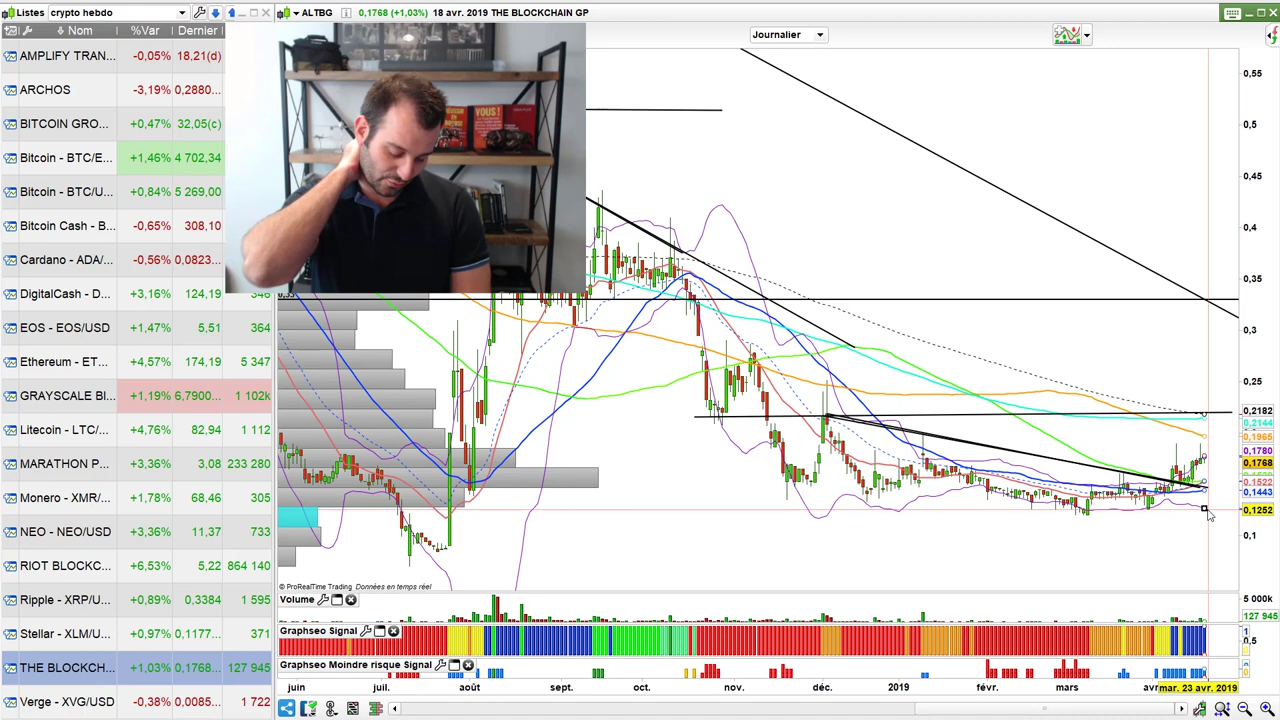 Listes crypto hebdo
Nom %Var Dernier
AMPLIFY TRAN... -0,05% 18,21(d)
ARCHOS -3,19% 0,2880...
BITCOIN GRO... +0,47% 32.05(c)
Bitcoin - BTC/E... +1,46% 4 702,34
Bitcoin - BTC/U... +0,84% 5 269,00
Bitcoin Cash - B... -0,65% 308,10
Cardano - ADA/... -0,56% 0,0823...
DigitalCash - D... +3,16% 124,19 346
EOS - EOS/USD +1,47% 5,51 364
Ethereum - ET... +4,57% 174,19 5 347
GRAYSCALE BI... +1,19% 6,7900... 1 102k
Litecoin - LTC/... +4,76% 82,94 1 112
MARATHON P... +3,36% 3,08 233 280
Monero - XMR/... +1,78% 68,46 305
NEO - NEO/USD +3,36% 11,37 733
RIOT BLOCKC... +6,53% 5,22 864 140
Ripple - XRP/U... +0,89% 0,3384 1 595
Stellar - XLM/U... +0,97% 0,1177... 371
THE BLOCKCH... +1,03% 0,1768... 127 945
Verge - XVG/USD -0,38% 0,0085... 1 722
ALTBG 0,1768 (+1,03%) 18 avr. 2019 THE BLOCKCHAIN GP
Journalier
VOUS !
0,55
0,5
0,45
0,4
0,35
0,3
0,25
0,2182
0,2144
0,1965
0,1780
0,1768
0,1522
0,1443
0,1252
0,1
© ProRealTime Trading Données en temps réel
Volume
5 000k
127 945
Graphseo Signal
1
0,5
Graphseo Moindre risque Signal
juin juil. août sept. oct. nov. déc. 2019 févr. mars avr mar. 23 avr. 2019